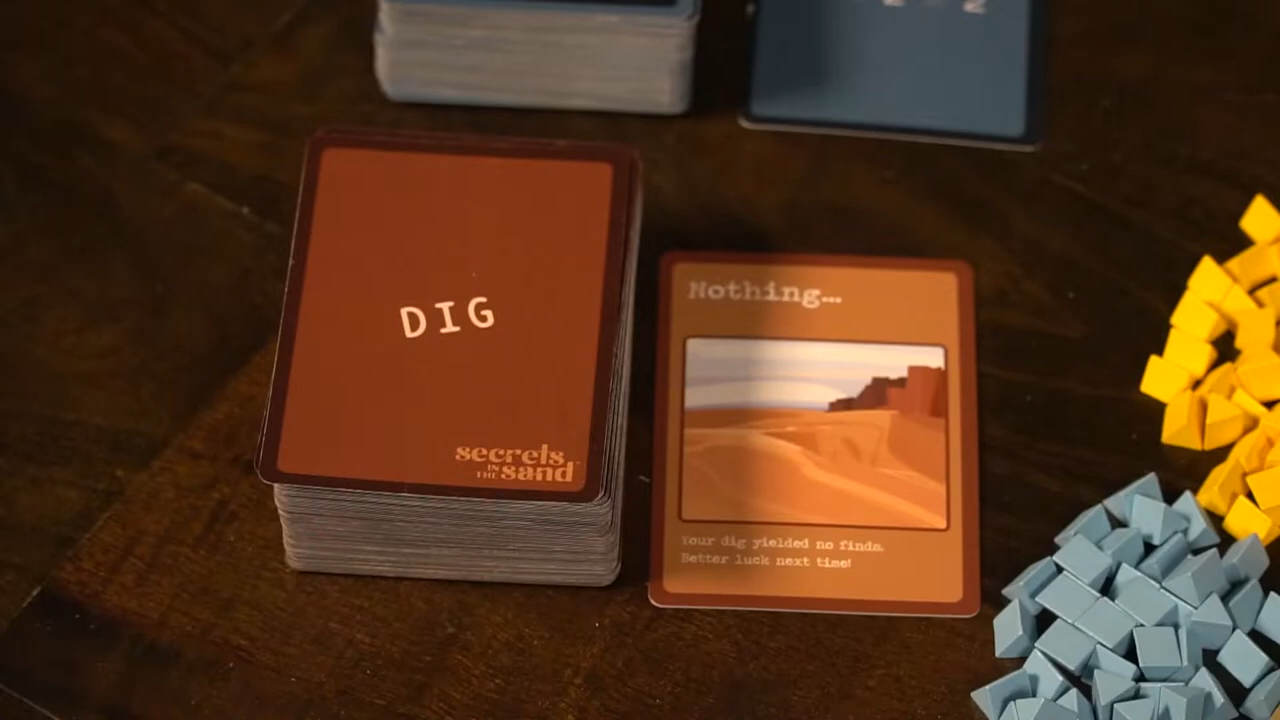 DIG
secrets
IN THE sand
Nothing...
Your dig yielded no finds.
Better luck next time!